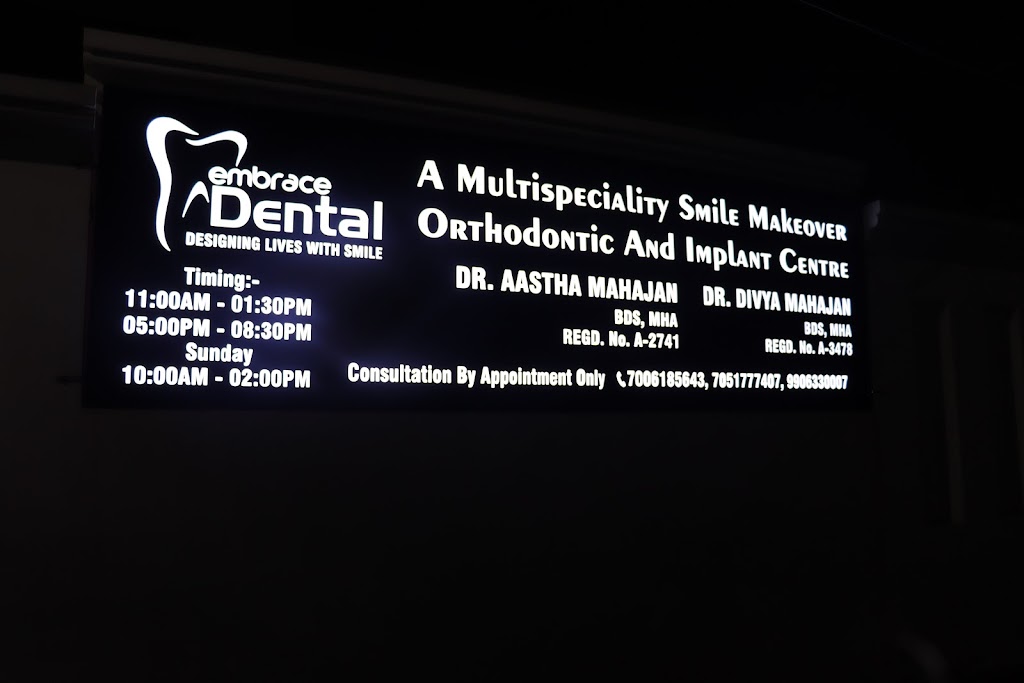 embrace
Dental
DESIGNING LIVES WITH SMILE
Timing:-
11:00AM - 01:30PM
05:00PM - 08:30PM
Sunday
10:00AM - 02:00PM
A Multispeciality Smile Makeover
Orthodontic And Implant Centre
DR. AASTHA MAHAJAN
BDS, MHA
REGD. No. A-2741
DR. DIVYA MAHAJAN
BDS, MHA
REGD. No. A-3478
Consultation By Appointment Only 7006185643, 7051777407, 9906330007